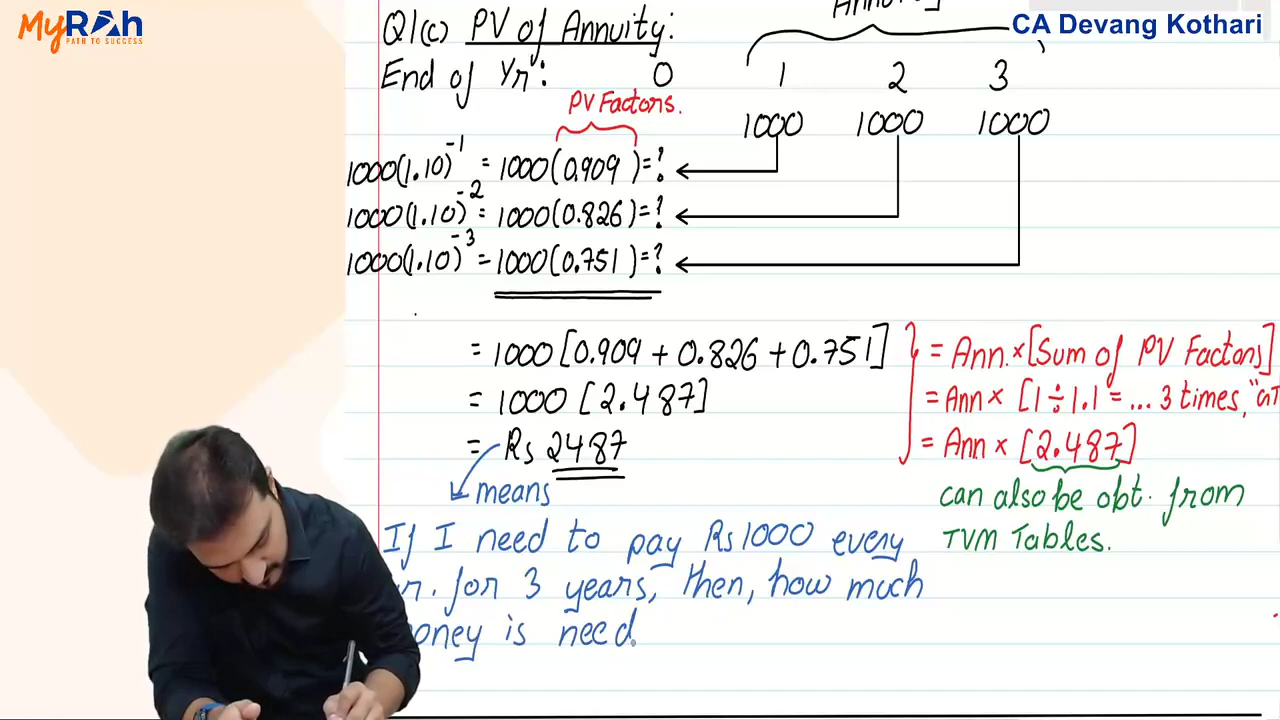 MyRAh
PATH TO SUCCESS
CA Devang Kothari
Q1(c) PV of Annuity:
End of Yr: 0 1 2 3
PV Factors.
1000 1000 1000
1000(1.10)^-1 = 1000(0.909)=?
1000(1.10)^-2 = 1000(0.826)=?
1000(1.10)^-3 = 1000(0.751)=?
= 1000[0.909 + 0.826 + 0.751]
= 1000 [2.487]
= Rs 2487
= Ann.×[Sum of PV Factors]
= Ann × [1÷1.1 = ... 3 times,
= Ann × [2.487]
can also be obt. from
TVM Tables.
means
If I need to pay Rs1000 every
yr. for 3 years, then, how much
money is need